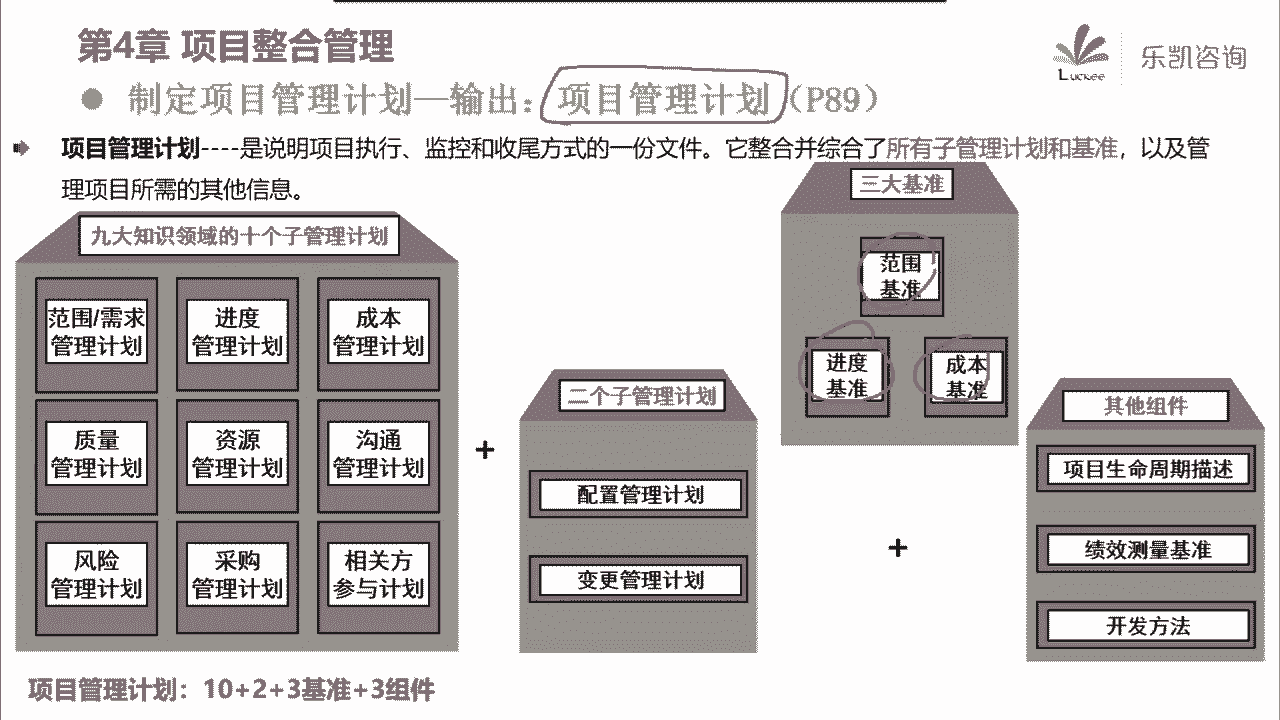 第4章 项目整合管理
Luckee
乐凯咨询
● 制定项目管理计划—输出：项目管理计划（P89）
项目管理计划----是说明项目执行、监控和收尾方式的一份文件。它整合并综合了所有子管理计划和基准，以及管
理项目所需的其他信息。
九大知识领域的十个子管理计划
范围/需求
管理计划
进度
管理计划
成本
管理计划
质量
管理计划
资源
管理计划
沟通
管理计划
风险
管理计划
采购
管理计划
相关方
参与计划
+
二个子管理计划
配置管理计划
变更管理计划
三大基准
范围
基准
进度
基准
成本
基准
+
其他组件
项目生命周期描述
绩效测量基准
开发方法
项目管理计划：10+2+3基准+3组件